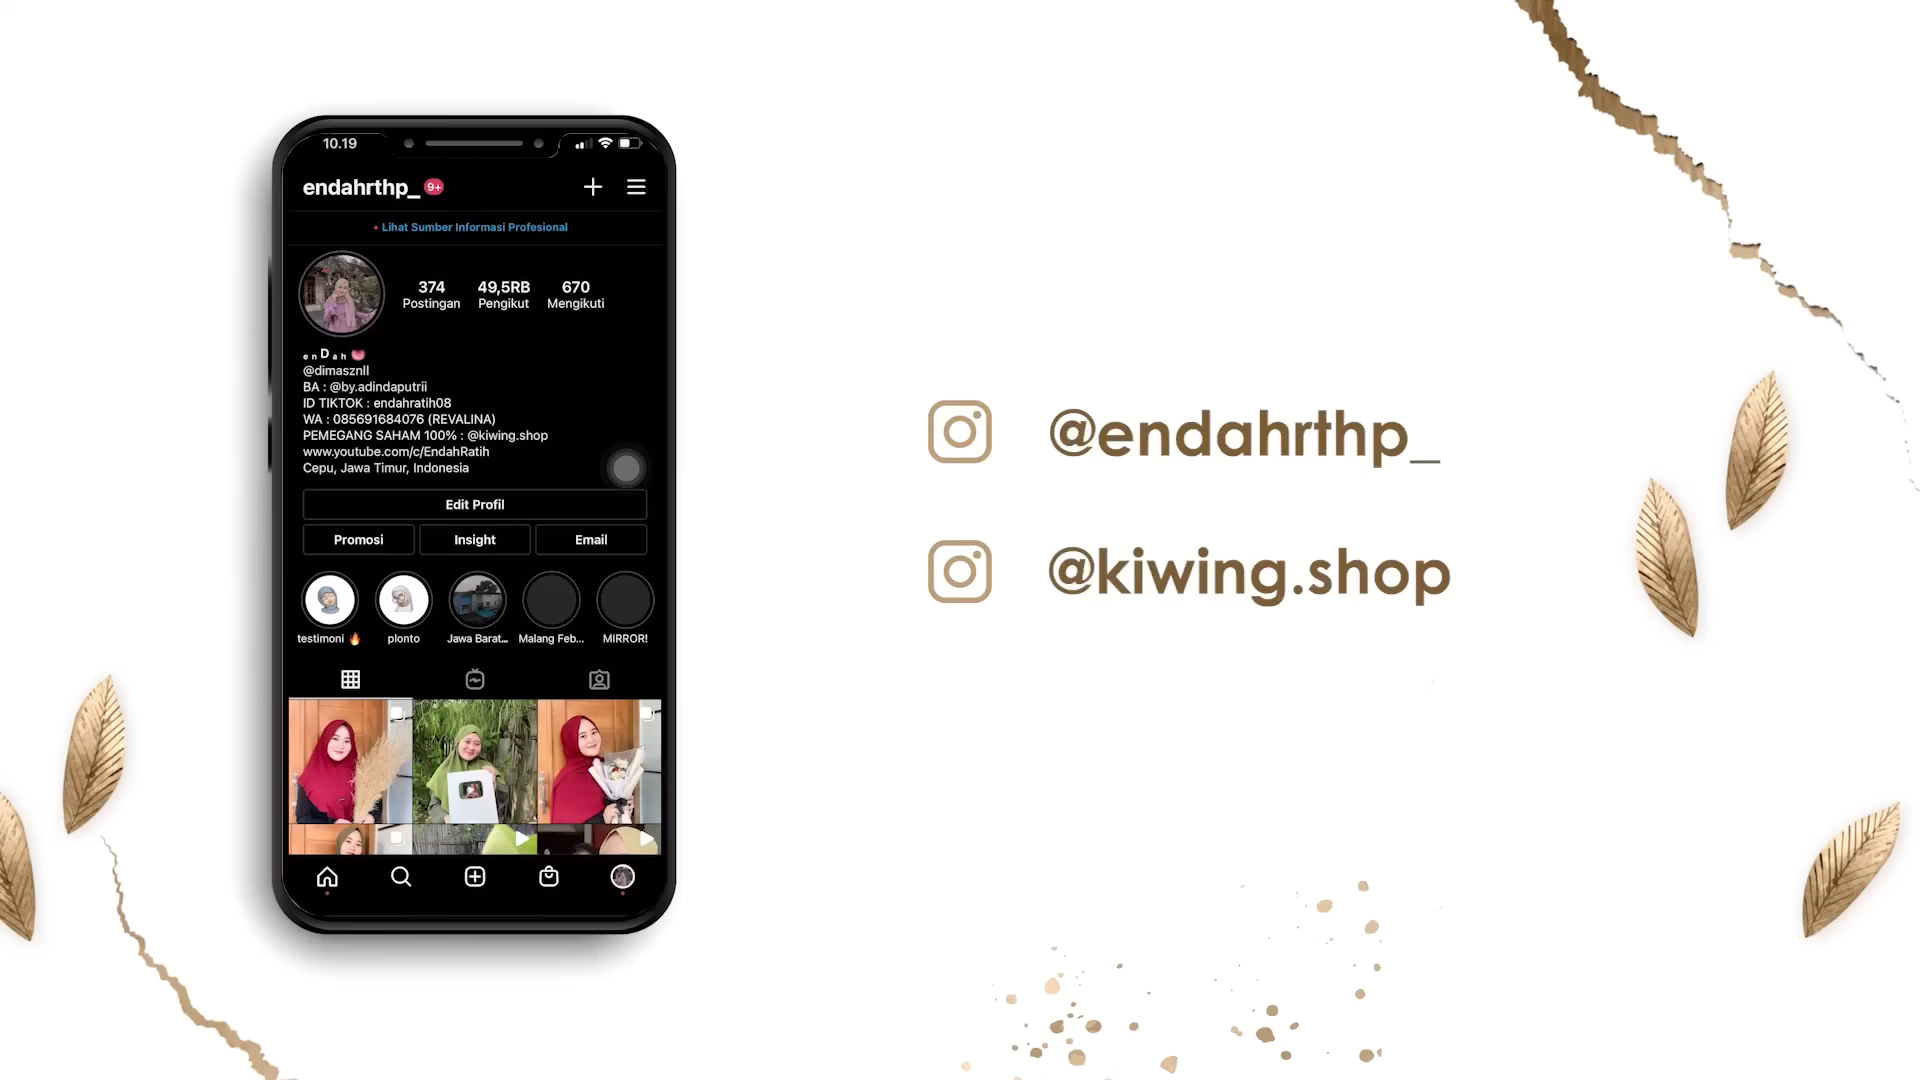 10.19
endahrthp_ 9+
• Lihat Sumber Informasi Profesional
374 49,5RB 670
Postingan Pengikut Mengikuti
ₑ ₙ D ₐ ₕ 👅
@dimasznll
BA : @by.adindaputrii
ID TIKTOK : endahratih08
WA : 085691684076 (REVALINA)
PEMEGANG SAHAM 100% : @kiwing.shop
www.youtube.com/c/EndahRatih
Cepu, Jawa Timur, Indonesia
Edit Profil
Promosi Insight Email
testimoni 🔥 plonto Jawa Barat... Malang Feb... MIRROR!
@endahrthp_
@kiwing.shop